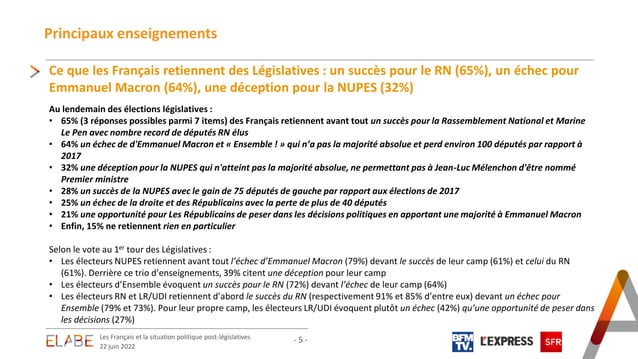 Principaux enseignements
Ce que les Français retiennent des Législatives : un succès pour le RN (65%), un échec pour
Emmanuel Macron (64%), une déception pour la NUPES (32%)
Au lendemain des élections législatives :
• 65% (3 réponses possibles parmi 7 items) des Français retiennent avant tout un succès pour la Rassemblement National et Marine
Le Pen avec nombre record de députés RN élus
• 64% un échec de d'Emmanuel Macron et « Ensemble ! » qui n'a pas la majorité absolue et perd environ 100 députés par rapport à
2017
• 32% une déception pour la NUPES qui n'atteint pas la majorité absolue, ne permettant pas à Jean-Luc Mélenchon d'être nommé
Premier ministre
• 28% un succès de la NUPES avec le gain de 75 députés de gauche par rapport aux élections de 2017
• 25% un échec de la droite et des Républicains avec la perte de plus de 40 députés
• 21% une opportunité pour Les Républicains de peser dans les décisions politiques en apportant une majorité à Emmanuel Macron
• Enfin, 15% ne retiennent rien en particulier
Selon le vote au 1er tour des Législatives :
• Les électeurs NUPES retiennent avant tout l'échec d'Emmanuel Macron (79%) devant le succès de leur camp (61%) et celui du RN
(61%). Derrière ce trio d'enseignements, 39% citent une déception pour leur camp
• Les électeurs d'Ensemble évoquent un succès pour le RN (72%) devant l'échec de leur camp (64%)
• Les électeurs RN et LR/UDI retiennent d'abord le succès du RN (respectivement 91% et 85% d'entre eux) devant un échec pour
Ensemble (79% et 73%). Pour leur propre camp, les électeurs LR/UDI évoquent plutôt un échec (42%) qu'une opportunité de peser dans
les décisions (27%)
ELABE
Les Français et la situation politique post-législatives
22 juin 2022
- 5 -
BFM
TV.
L'EXPRESS
SFR